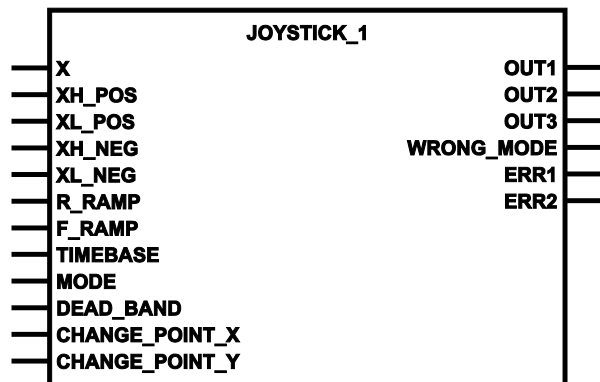 JOYSTICK_1
X OUT1
XH_POS OUT2
XL_POS OUT3
XH_NEG WRONG_MODE
XL_NEG ERR1
R_RAMP ERR2
F_RAMP
TIMEBASE
MODE
DEAD_BAND
CHANGE_POINT_X
CHANGE_POINT_Y